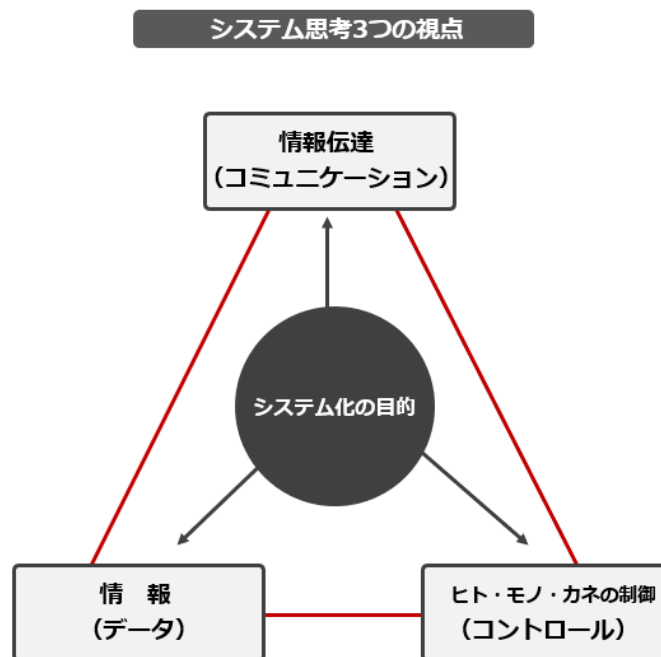 システム思考3つの視点
情報伝達
(コミュニケーション)
システム化の目的
情　報
(データ)
ヒト・モノ・カネの制御
(コントロール)